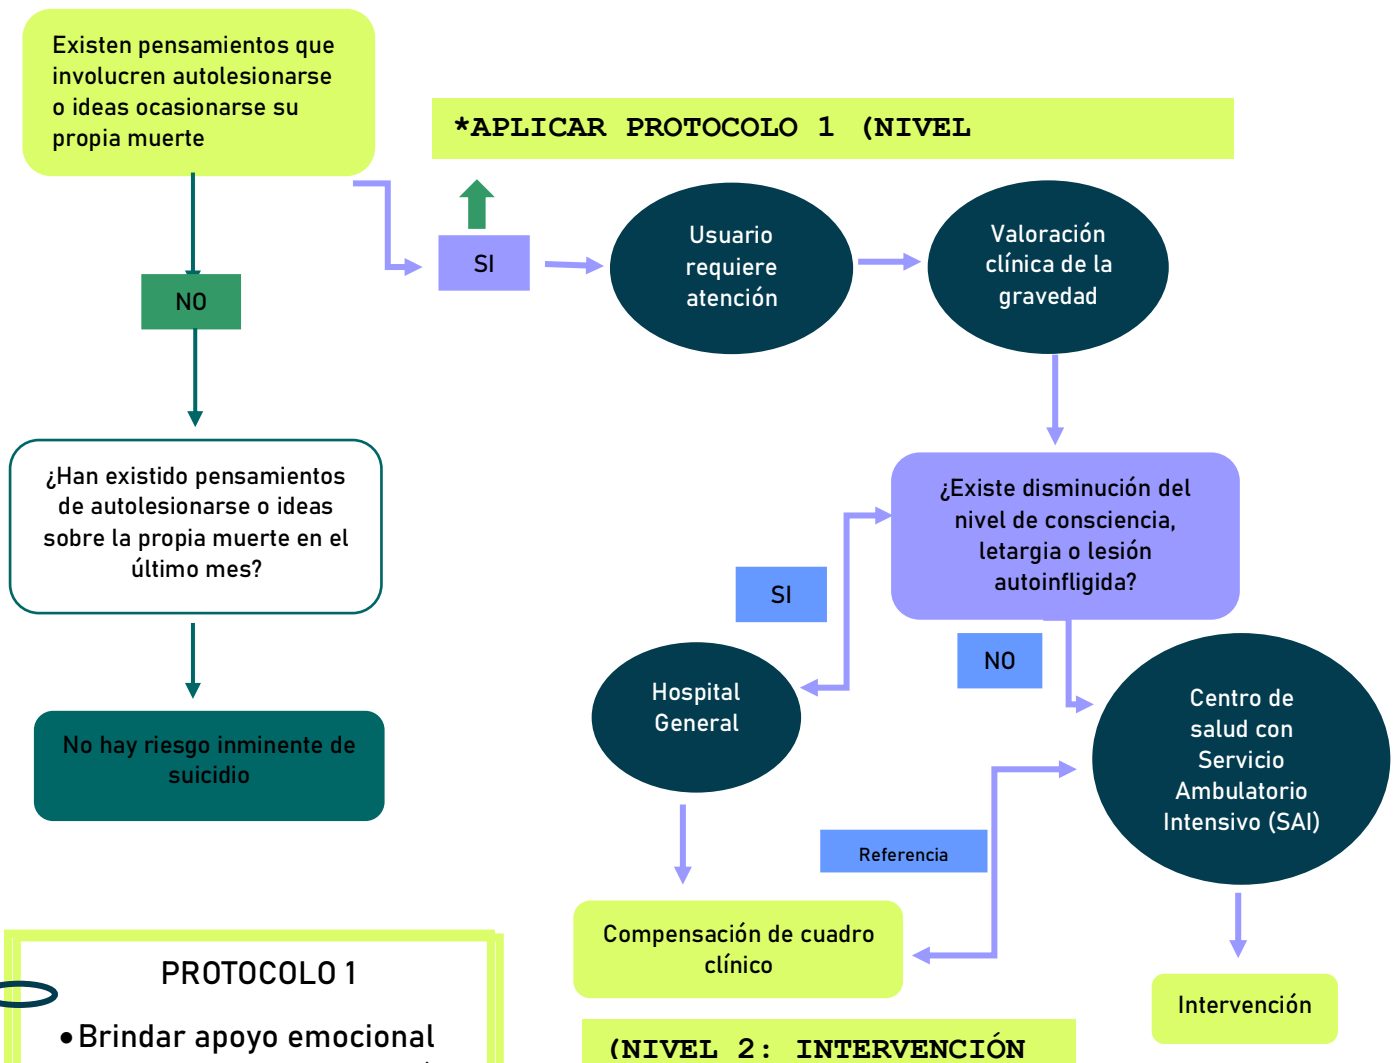 Existen pensamientos que
involucren autolesionarse
o ideas ocasionarse su
propia muerte
*APLICAR PROTOCOLO 1 (NIVEL
SI
Usuario
requiere
atención
Valoración
clínica de la
gravedad
NO
¿Han existido pensamientos
de autolesionarse o ideas
sobre la propia muerte en el
último mes?
¿Existe disminución del
nivel de consciencia,
letargia o lesión
autoinfligida?
SI
NO
Hospital
General
Centro de
salud con
Servicio
Ambulatorio
Intensivo (SAI)
No hay riesgo inminente de
suicidio
Referencia
Compensación de cuadro
clínico
Intervención
PROTOCOLO 1
•Brindar apoyo emocional
(NIVEL 2: INTERVENCIÓN